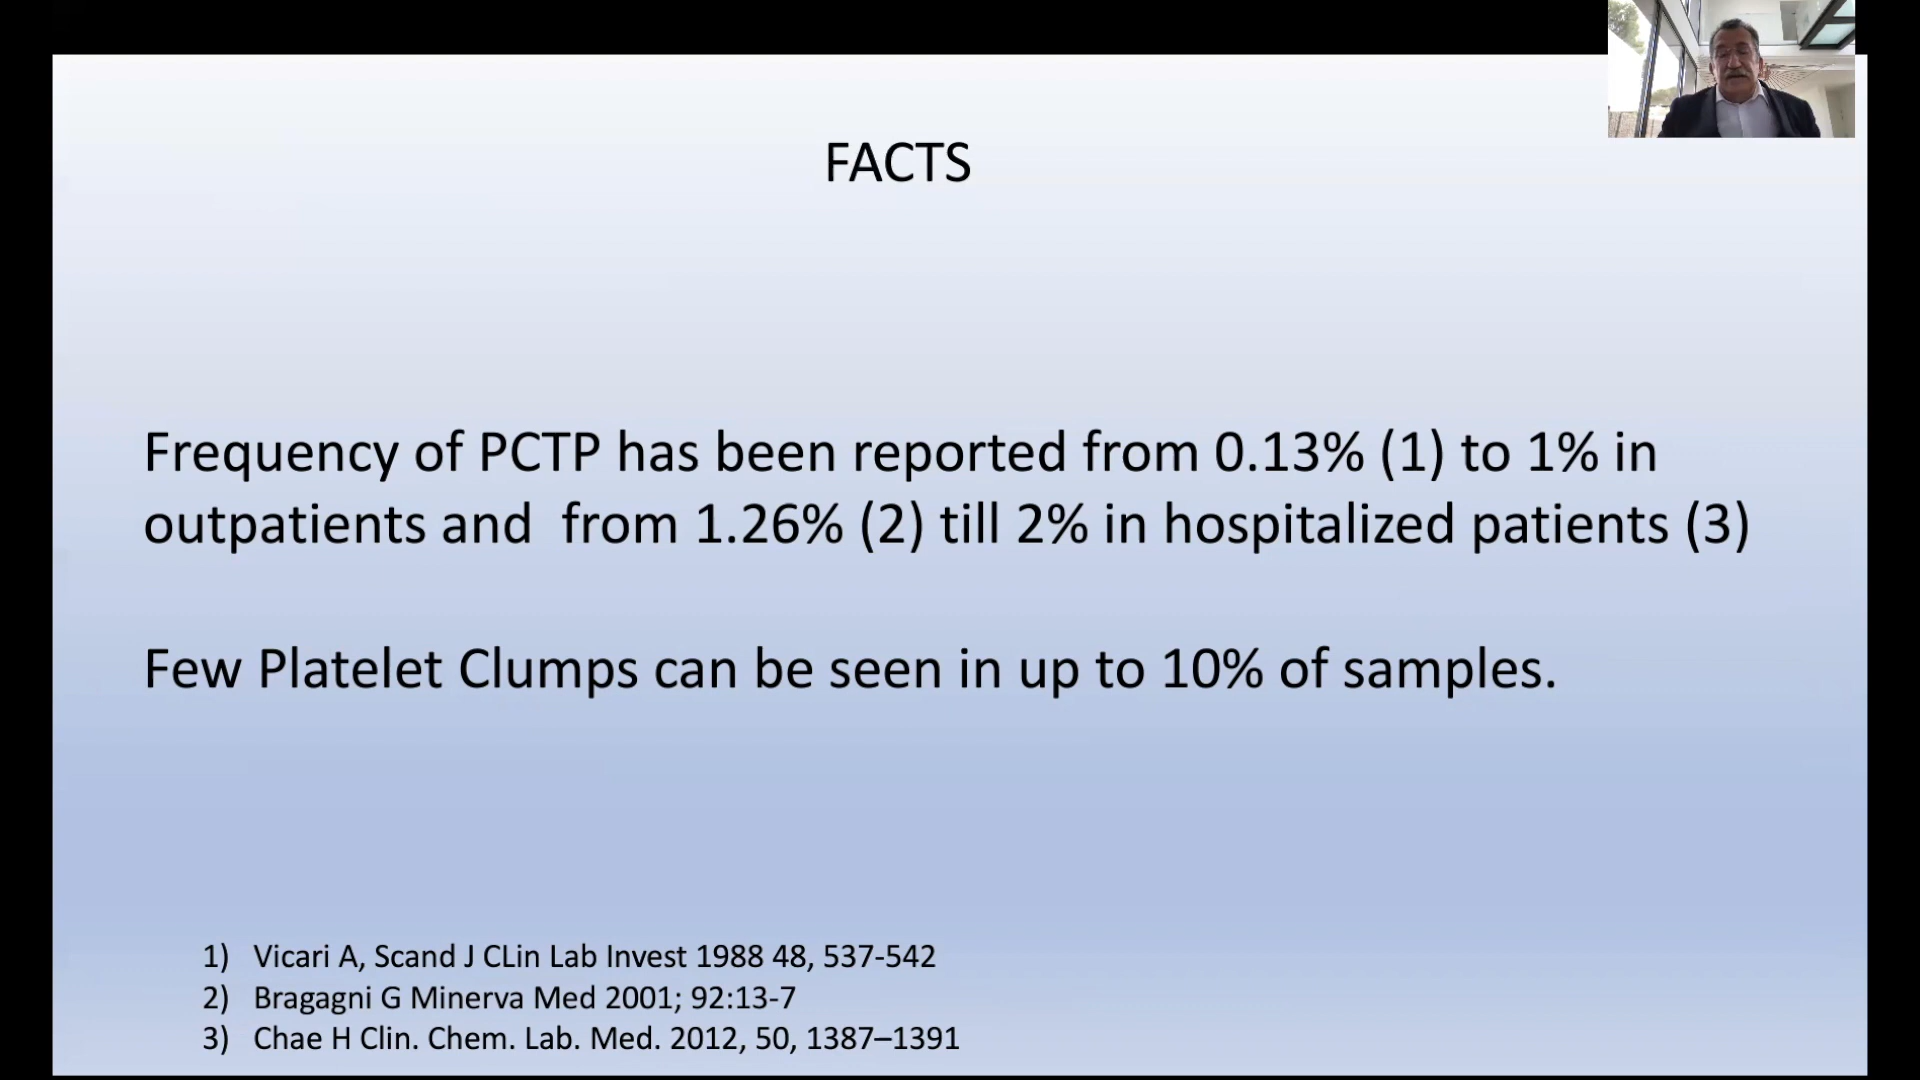 FACTS
Frequency of PCTP has been reported from 0.13% (1) to 1% in
outpatients and  from 1.26% (2) till 2% in hospitalized patients (3)
Few Platelet Clumps can be seen in up to 10% of samples.
1) Vicari A, Scand J CLin Lab Invest 1988 48, 537-542
2) Bragagni G Minerva Med 2001; 92:13-7
3) Chae H Clin. Chem. Lab. Med. 2012, 50, 1387–1391